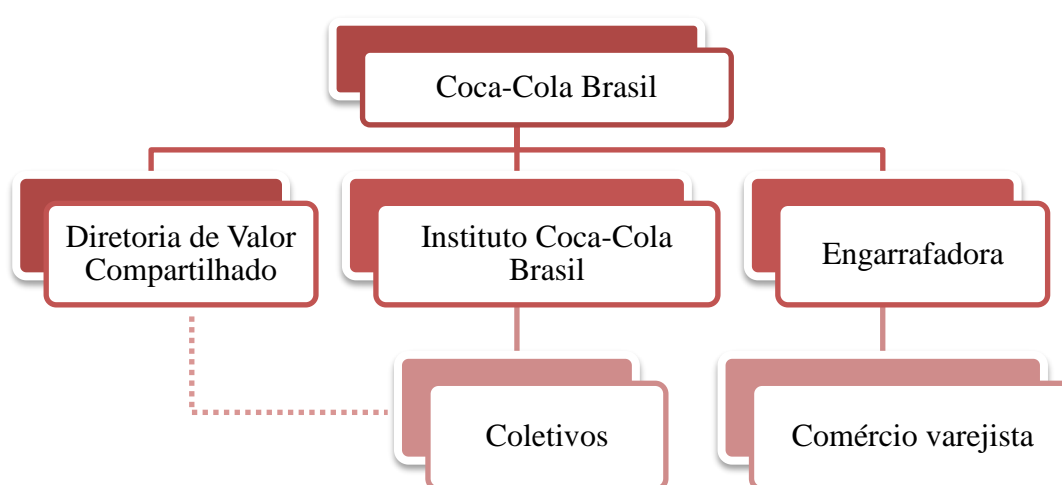 Coca-Cola Brasil
Diretoria de Valor
Compartilhado
Instituto Coca-Cola
Brasil
Engarrafadora
Coletivos
Comércio varejista